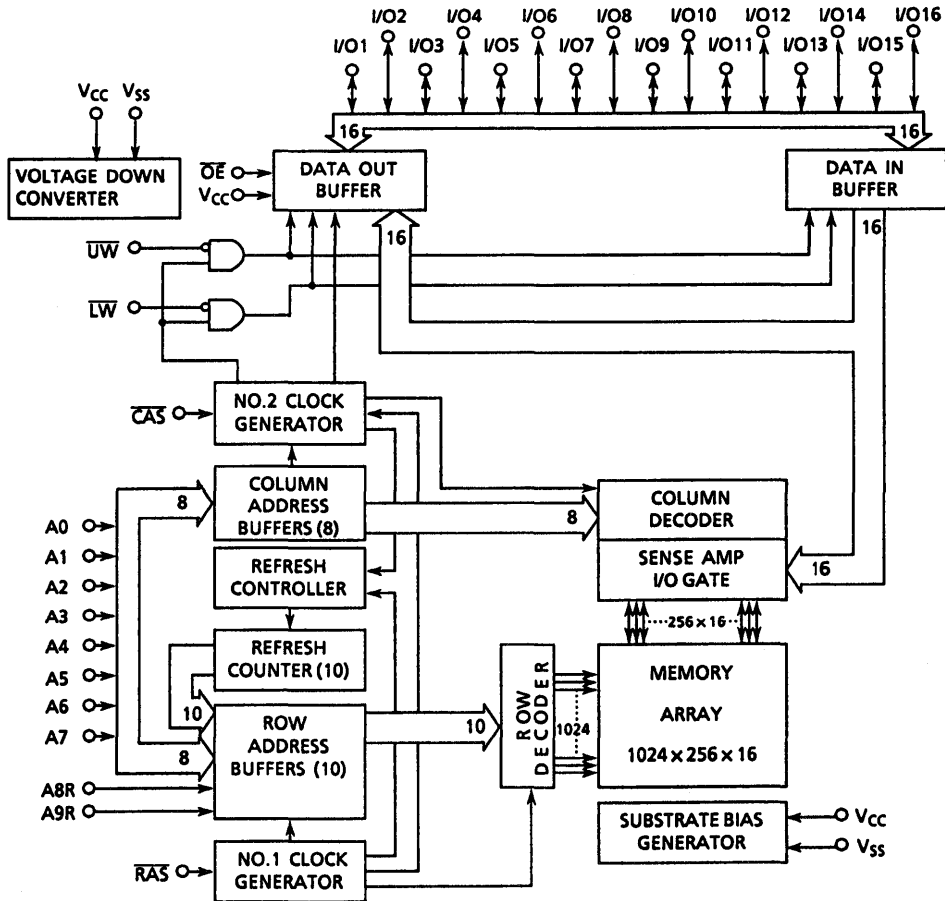 I/O2 I/O4 I/O6 I/O8 I/O10 I/O12 I/O14 I/O16
I/O1 I/O3 I/O5 I/O7 I/O9 I/O11 I/O13 I/O15
VCC VSS
16
16
VOLTAGE DOWN
CONVERTER
OE
VCC
DATA OUT
BUFFER
DATA IN
BUFFER
16
16
UW
LW
CAS
NO.2 CLOCK
GENERATOR
8
COLUMN
ADDRESS
BUFFERS (8)
8
COLUMN
DECODER
SENSE AMP
I/O GATE
16
A0
A1
A2
A3
A4
A5
A6
A7
A8R
A9R
REFRESH
CONTROLLER
REFRESH
COUNTER (10)
10
8
ROW
ADDRESS
BUFFERS (10)
10
ROW
DECODER
1024
256 × 16
MEMORY
ARRAY
1024 × 256 × 16
SUBSTRATE BIAS
GENERATOR
VCC
VSS
RAS
NO.1 CLOCK
GENERATOR